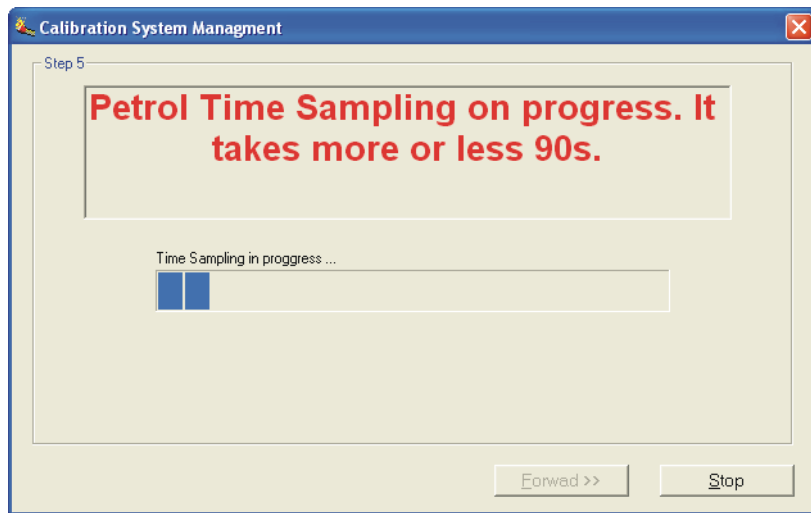 Calibration System Managment
Step 5
Petrol Time Sampling on progress. It
takes more or less 90s.
Time Sampling in proggress ...
Forwad >>
Stop